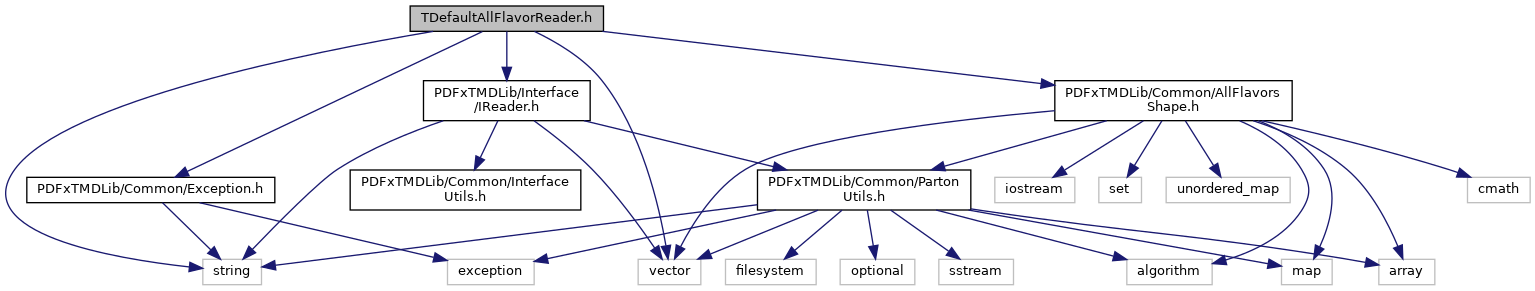 TDefaultAllFlavorReader.h
PDFxTMDLib/Interface
/IReader.h
PDFxTMDLib/Common/AllFlavors
Shape.h
PDFxTMDLib/Common/Exception.h
PDFxTMDLib/Common/Interface
Utils.h
PDFxTMDLib/Common/Parton
Utils.h
iostream
set
unordered_map
cmath
string
exception
vector
filesystem
optional
sstream
algorithm
map
array